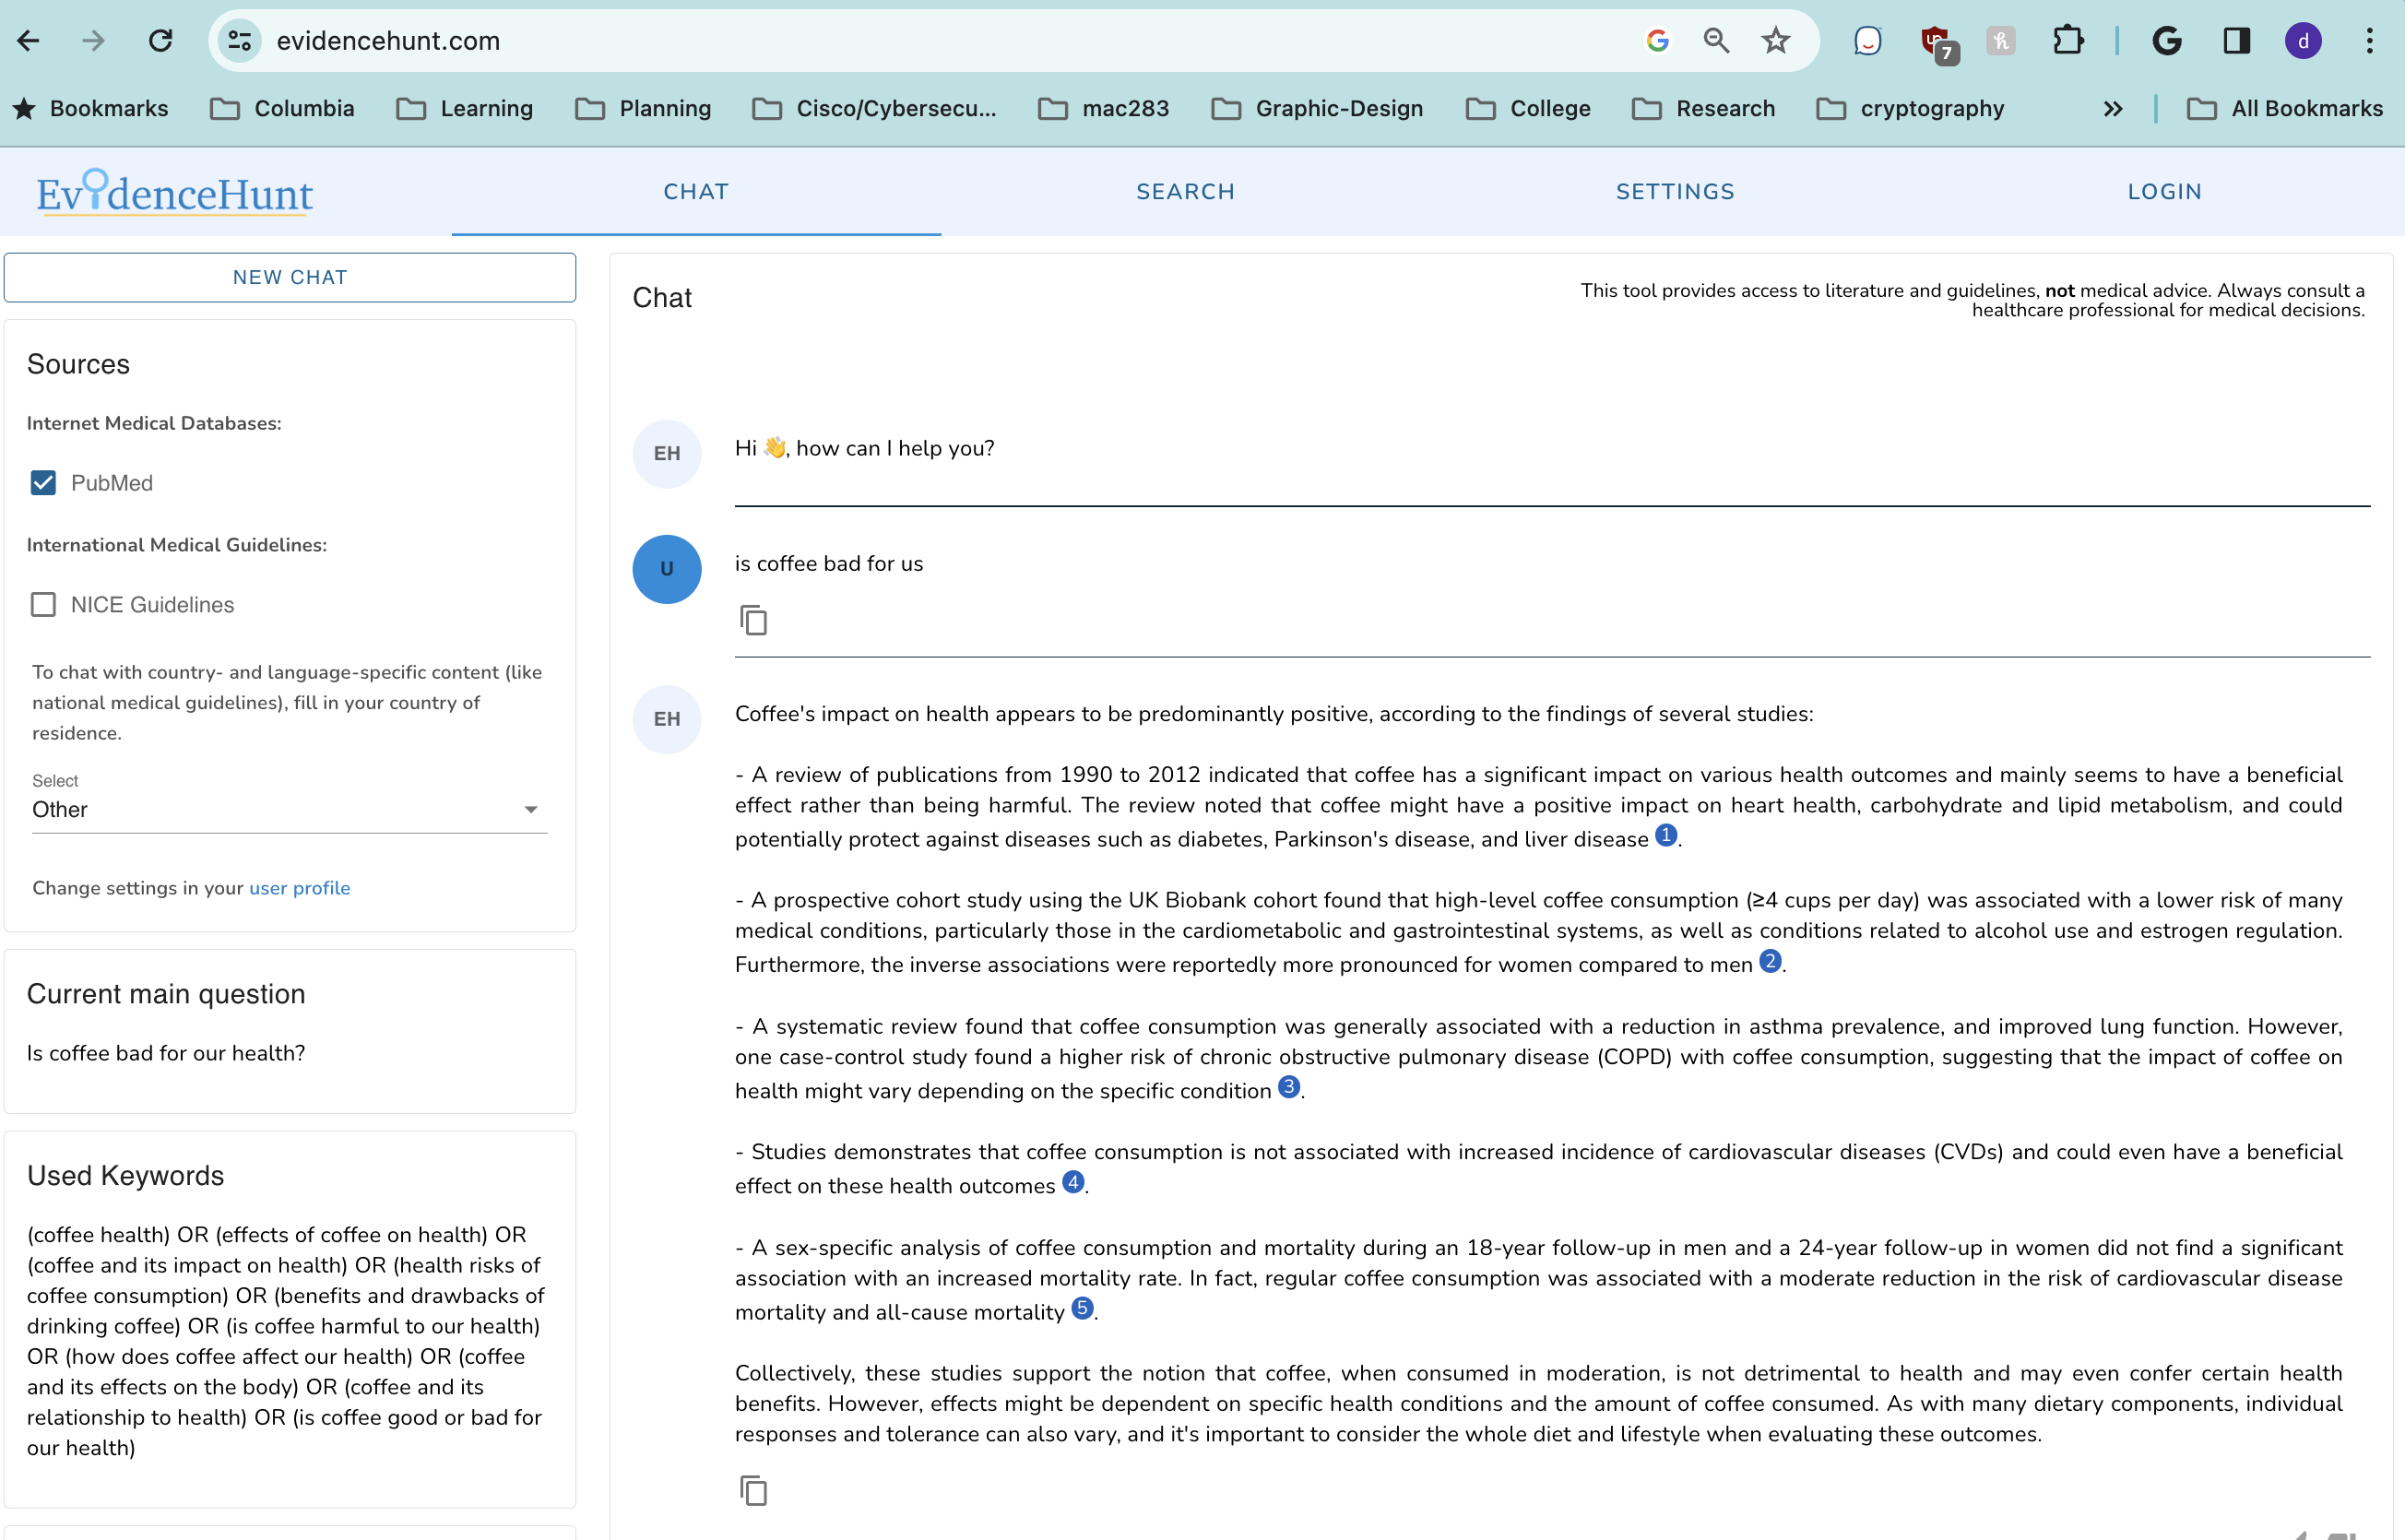 evidencehunt.com
7
d
Bookmarks
Columbia
Learning
Planning
Cisco/Cybersecu...
mac283
Graphic-Design
College
Research
cryptography
All Bookmarks
EvidenceHunt
CHAT
SEARCH
SETTINGS
LOGIN
NEW CHAT
Sources
Internet Medical Databases:
PubMed
International Medical Guidelines:
NICE Guidelines
To chat with country- and language-specific content (like
national medical guidelines), fill in your country of
residence.
Select
Other
Change settings in your user profile
Current main question
Is coffee bad for our health?
Used Keywords
(coffee health) OR (effects of coffee on health) OR
(coffee and its impact on health) OR (health risks of
coffee consumption) OR (benefits and drawbacks of
drinking coffee) OR (is coffee harmful to our health)
OR (how does coffee affect our health) OR (coffee
and its effects on the body) OR (coffee and its
relationship to health) OR (is coffee good or bad for
our health)
Chat
This tool provides access to literature and guidelines, not medical advice. Always consult a
healthcare professional for medical decisions.
EH
Hi 👋, how can I help you?
U
is coffee bad for us
EH
Coffee's impact on health appears to be predominantly positive, according to the findings of several studies:
- A review of publications from 1990 to 2012 indicated that coffee has a significant impact on various health outcomes and mainly seems to have a beneficial
effect rather than being harmful. The review noted that coffee might have a positive impact on heart health, carbohydrate and lipid metabolism, and could
potentially protect against diseases such as diabetes, Parkinson's disease, and liver disease 1.
- A prospective cohort study using the UK Biobank cohort found that high-level coffee consumption (≥4 cups per day) was associated with a lower risk of many
medical conditions, particularly those in the cardiometabolic and gastrointestinal systems, as well as conditions related to alcohol use and estrogen regulation.
Furthermore, the inverse associations were reportedly more pronounced for women compared to men 2.
- A systematic review found that coffee consumption was generally associated with a reduction in asthma prevalence, and improved lung function. However,
one case-control study found a higher risk of chronic obstructive pulmonary disease (COPD) with coffee consumption, suggesting that the impact of coffee on
health might vary depending on the specific condition 3.
- Studies demonstrates that coffee consumption is not associated with increased incidence of cardiovascular diseases (CVDs) and could even have a beneficial
effect on these health outcomes 4.
- A sex-specific analysis of coffee consumption and mortality during an 18-year follow-up in men and a 24-year follow-up in women did not find a significant
association with an increased mortality rate. In fact, regular coffee consumption was associated with a moderate reduction in the risk of cardiovascular disease
mortality and all-cause mortality 5.
Collectively, these studies support the notion that coffee, when consumed in moderation, is not detrimental to health and may even confer certain health
benefits. However, effects might be dependent on specific health conditions and the amount of coffee consumed. As with many dietary components, individual
responses and tolerance can also vary, and it's important to consider the whole diet and lifestyle when evaluating these outcomes.